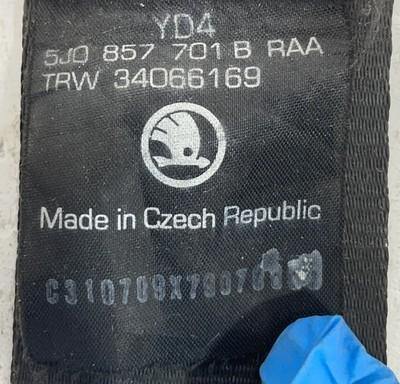 YD4
5J0 857 701 B RAA
TRW 34066169
Made in Czech Republic